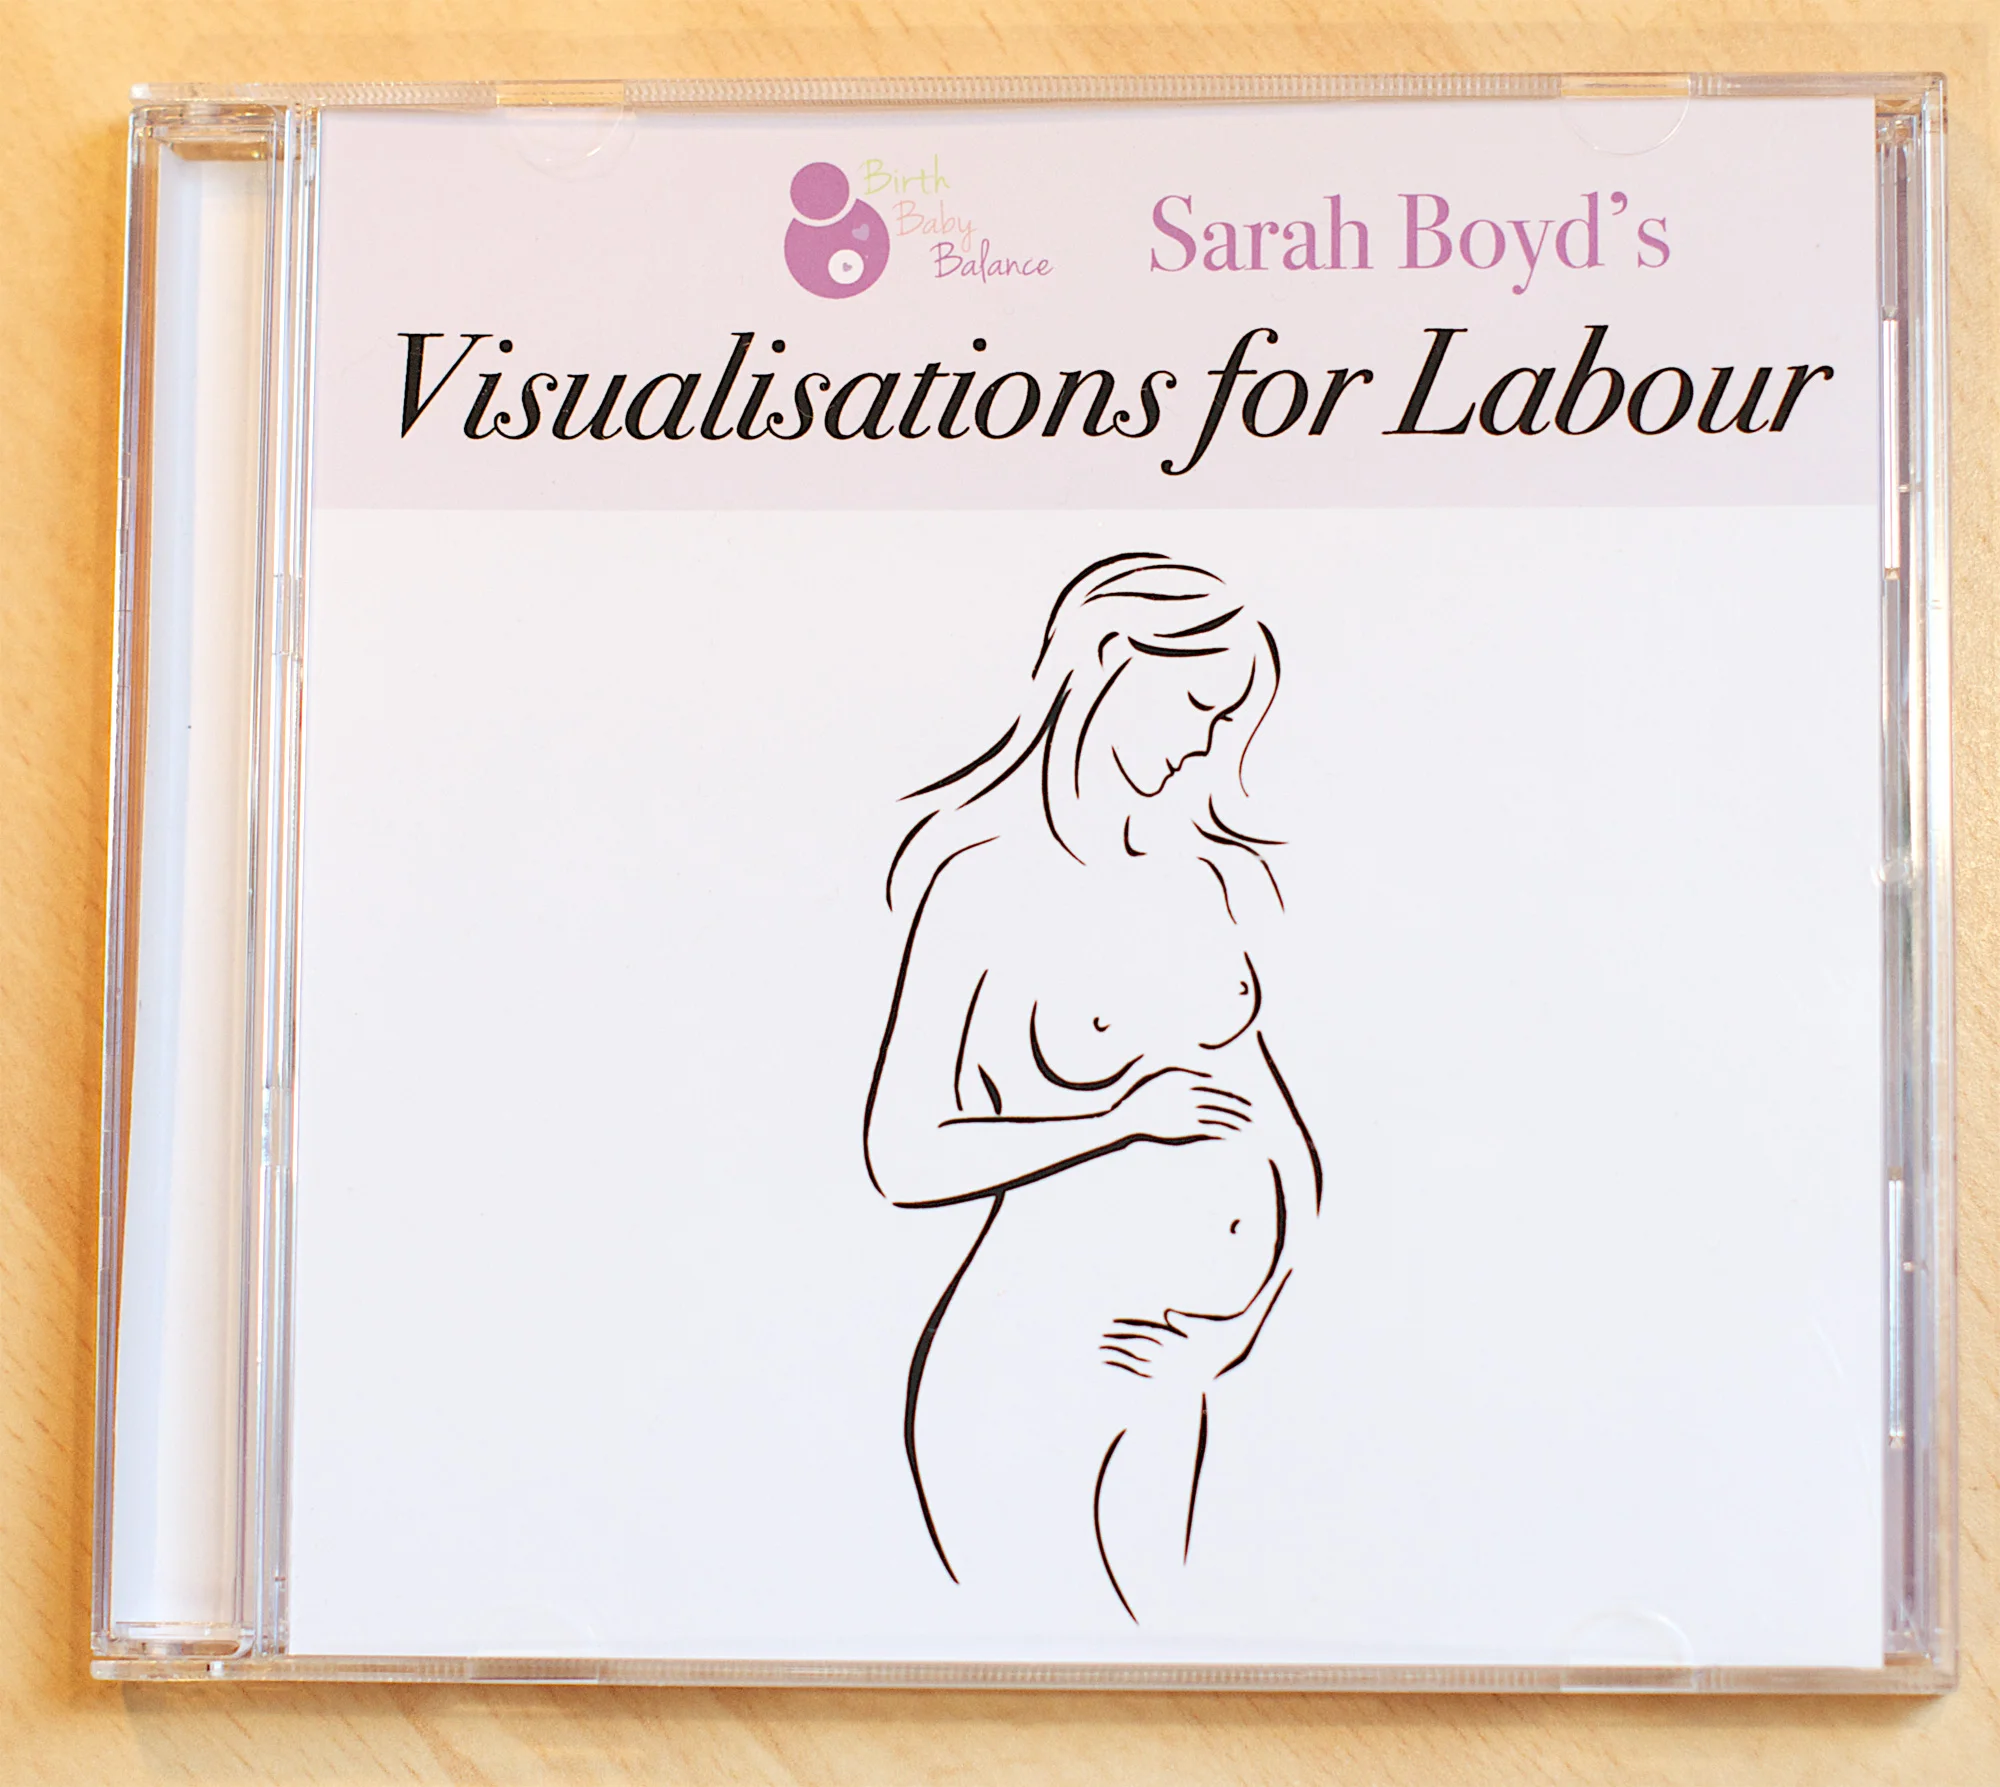 Birth
Baby
Balance
Sarah Boyd’s
Visualisations for Labour